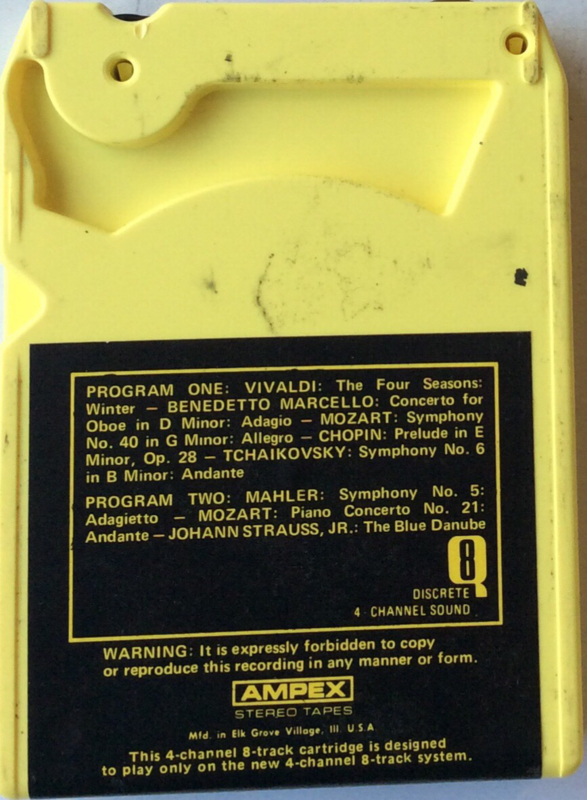 PROGRAM ONE: VIVALDI: The Four Seasons:
Winter — BENEDETTO MARCELLO: Concerto for
Oboe in D Minor: Adagio — MOZART: Symphony
No. 40 in G Minor: Allegro — CHOPIN: Prelude in E
Minor, Op. 28 — TCHAIKOVSKY: Symphony No. 6
in B Minor: Andante
PROGRAM TWO: MAHLER: Symphony No. 5:
Adagietto — MOZART: Piano Concerto No. 21:
Andante — JOHANN STRAUSS, JR.: The Blue Danube
Q8
DISCRETE
4 CHANNEL SOUND
WARNING: It is expressly forbidden to copy
or reproduce this recording in any manner or form.
AMPEX
STEREO TAPES
Mfd. in Elk Grove Village, Ill. U.S.A.
This 4-channel 8-track cartridge is designed
to play only on the new 4-channel 8-track system.